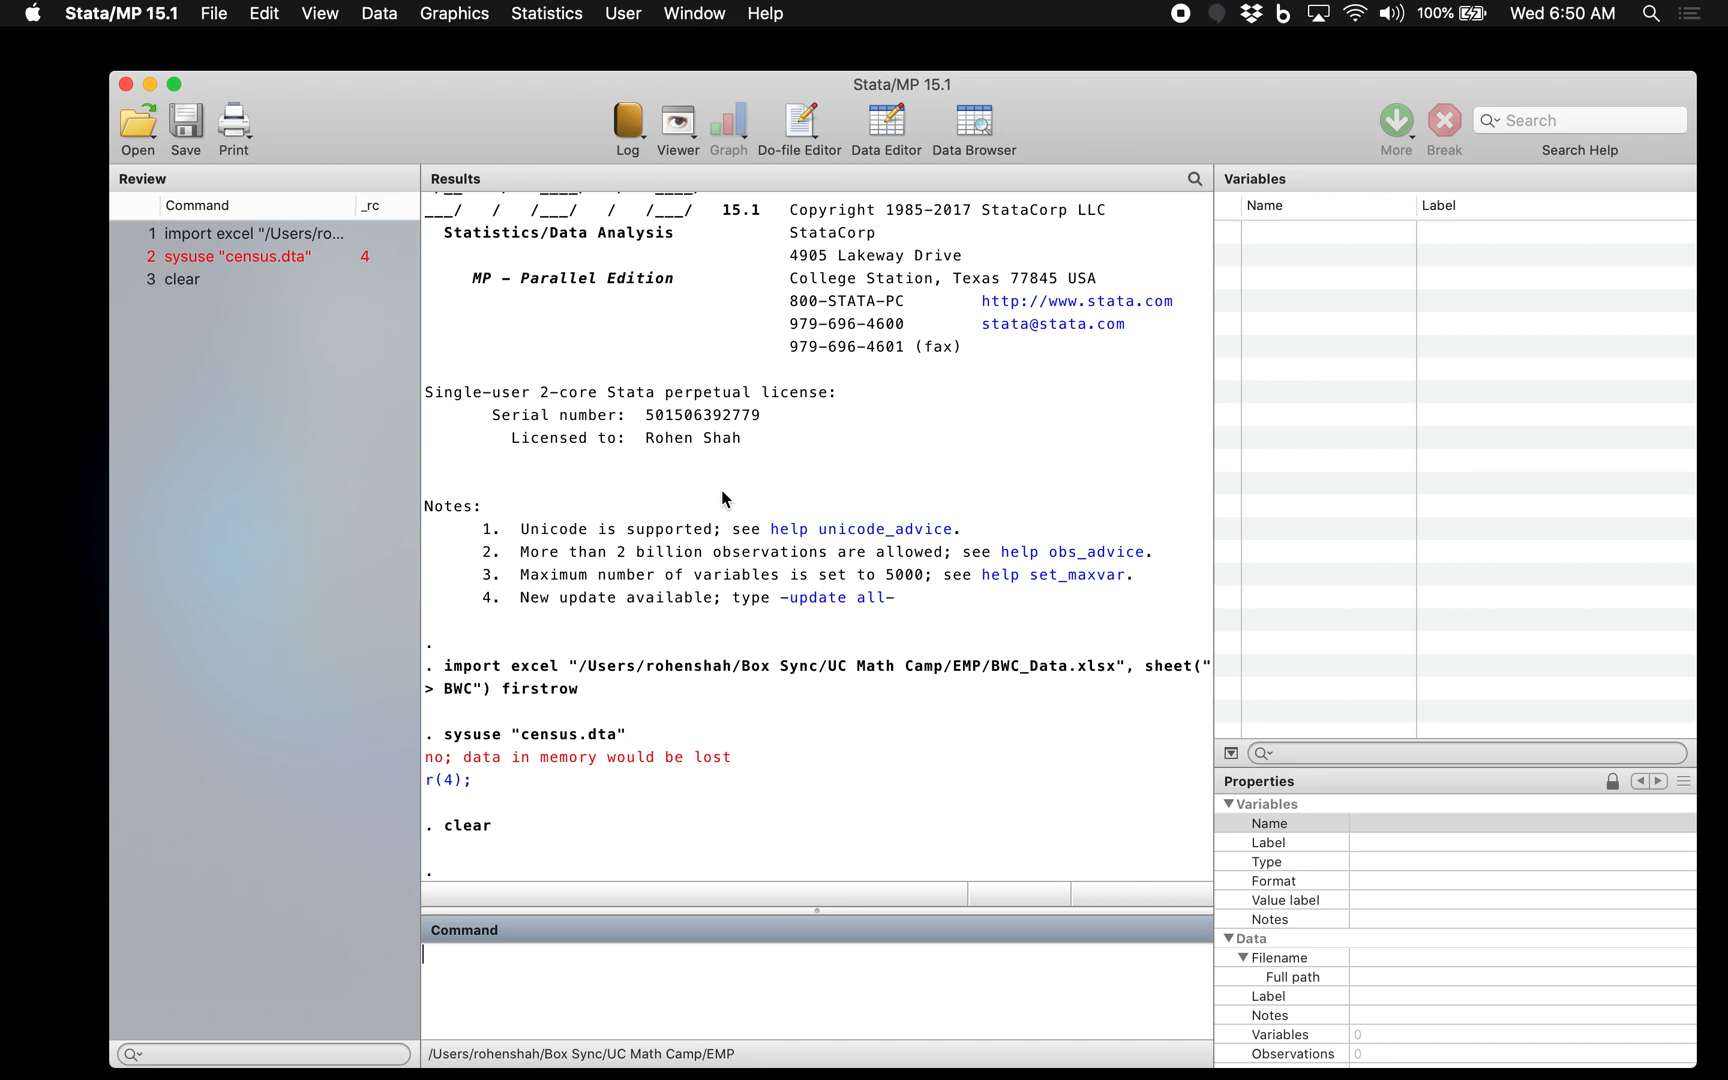 Stata/MP 15.1 File Edit View Data Graphics Statistics User Window Help 100% Wed 6:50 AM
Stata/MP 15.1
Open Save Print Log Viewer Graph Do-file Editor Data Editor Data Browser More Break Search
Search Help
Review
Command _rc
1 import excel "/Users/ro...
2 sysuse "census.dta" 4
3 clear
Results
___/ / /___/ / /___/ 15.1 Copyright 1985-2017 StataCorp LLC
Statistics/Data Analysis StataCorp
4905 Lakeway Drive
MP - Parallel Edition College Station, Texas 77845 USA
800-STATA-PC http://www.stata.com
979-696-4600 stata@stata.com
979-696-4601 (fax)
Single-user 2-core Stata perpetual license:
Serial number: 501506392779
Licensed to: Rohen Shah
Notes:
1. Unicode is supported; see help unicode_advice.
2. More than 2 billion observations are allowed; see help obs_advice.
3. Maximum number of variables is set to 5000; see help set_maxvar.
4. New update available; type -update all-
.
. import excel "/Users/rohenshah/Box Sync/UC Math Camp/EMP/BWC_Data.xlsx", sheet("
> BWC") firstrow
. sysuse "census.dta"
no; data in memory would be lost
r(4);
. clear
.
Command
/Users/rohenshah/Box Sync/UC Math Camp/EMP
Variables
Name Label
Properties
Variables
Name
Label
Type
Format
Value label
Notes
Data
Filename
Full path
Label
Notes
Variables 0
Observations 0